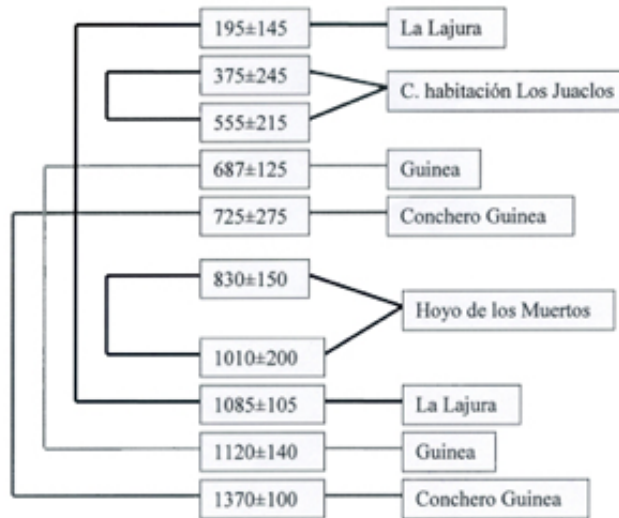 195±145 La Lajura
375±245
C. habitación Los Juaclos
555±215
687±125 Guinea
725±275 Conchero Guinea
830±150
Hoyo de los Muertos
1010±200
1085±105 La Lajura
1120±140 Guinea
1370±100 Conchero Guinea